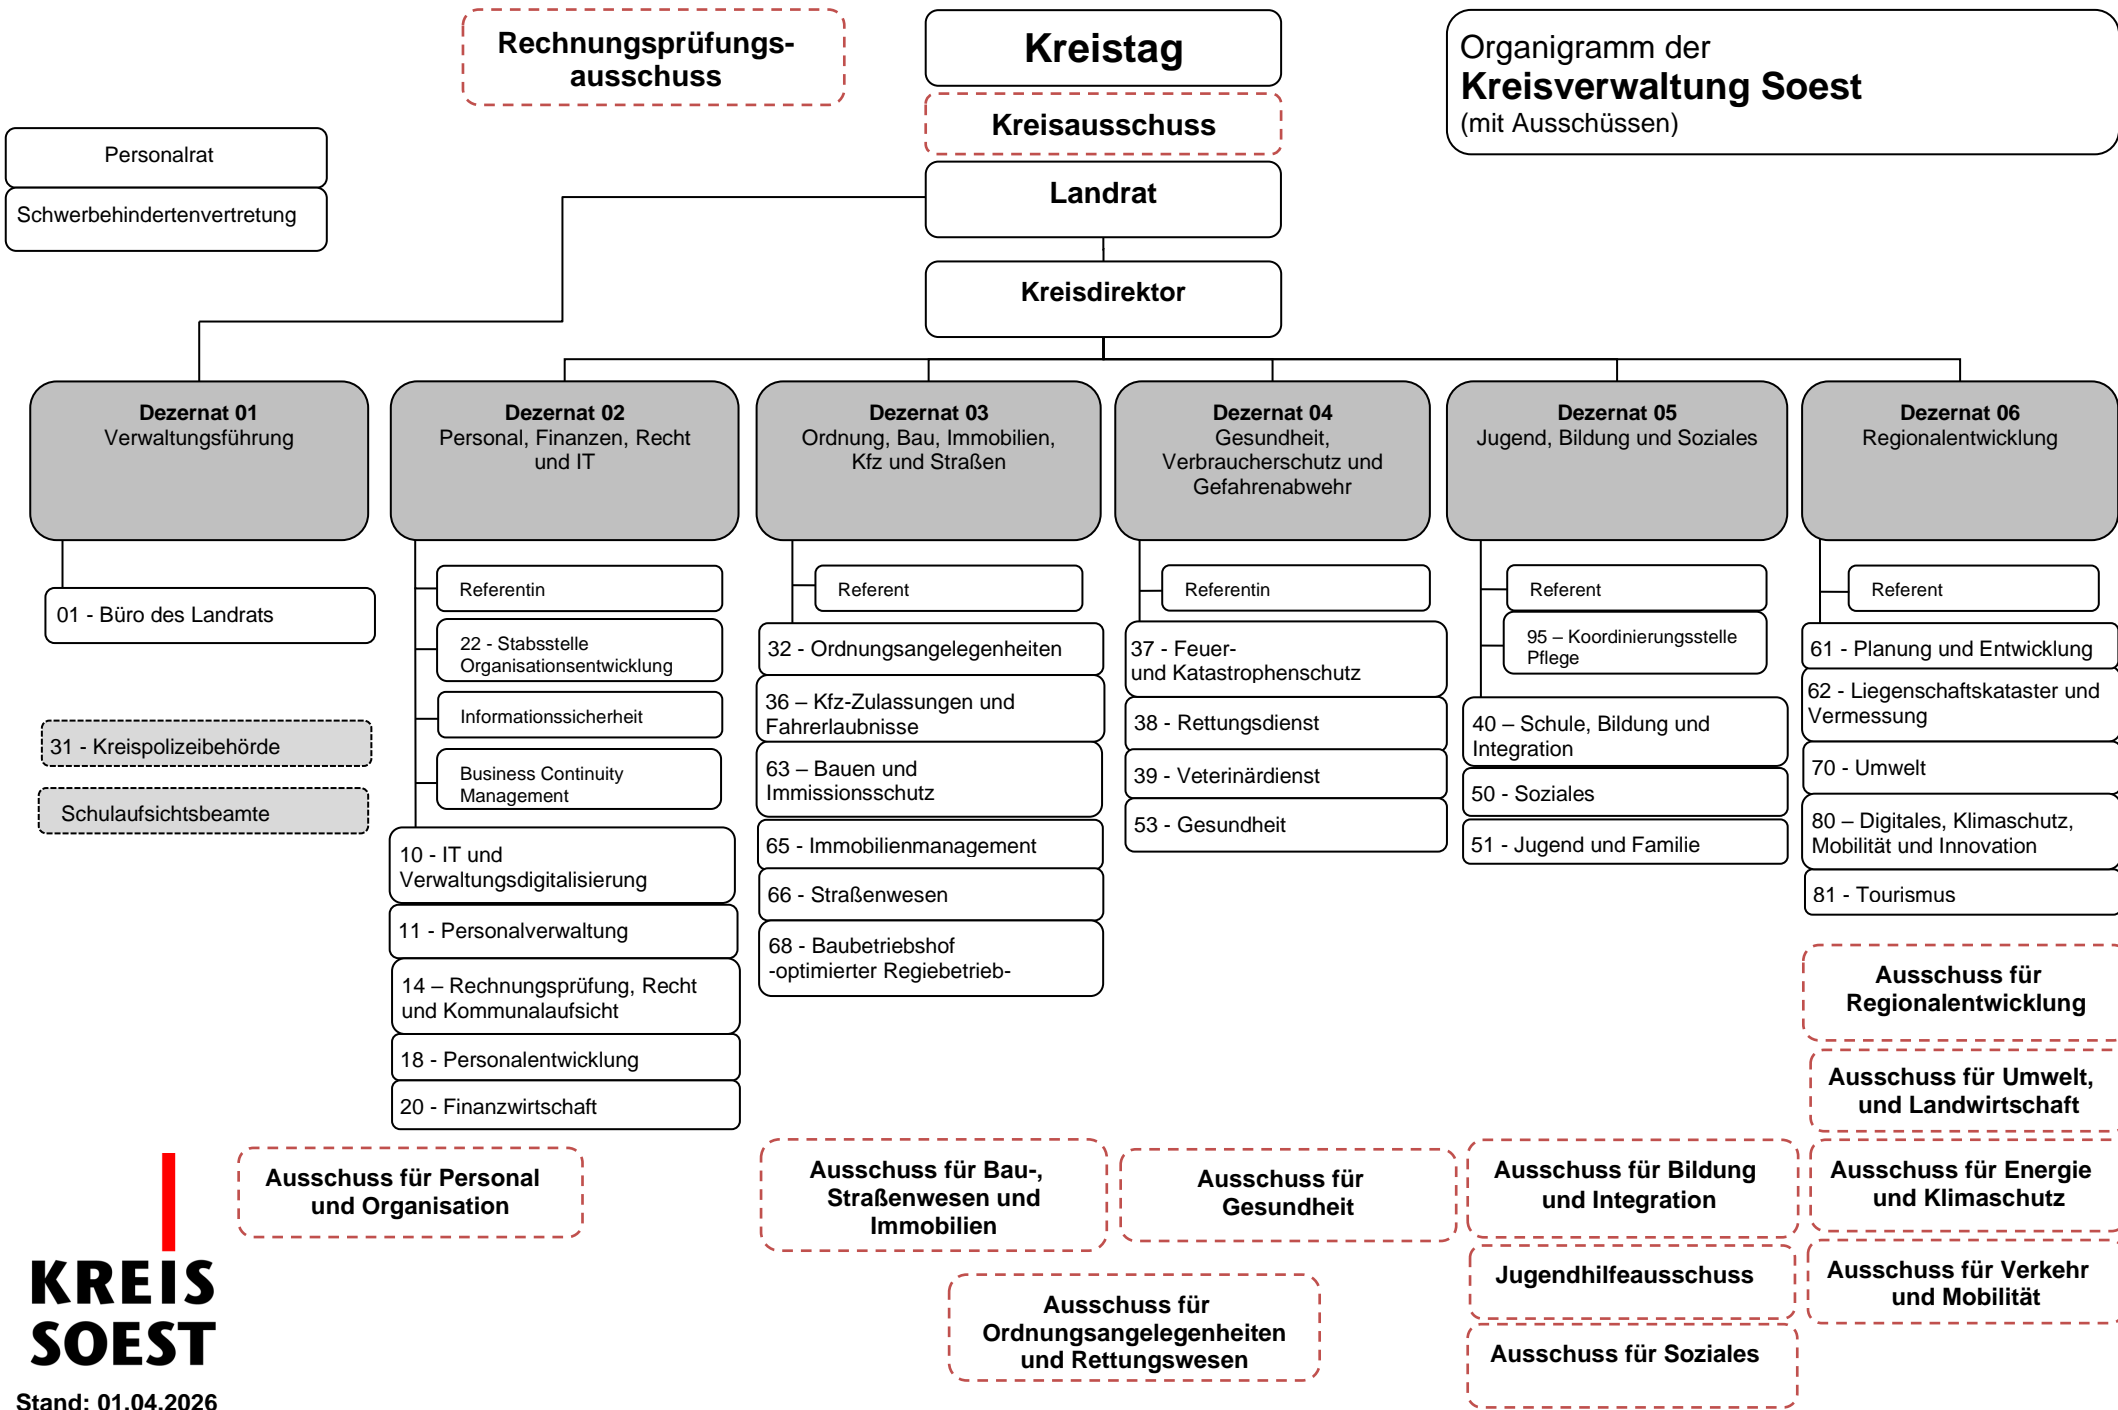 Rechnungsprüfungs-
ausschuss
Kreistag
Kreisausschuss
Landrat
Kreisdirektor
Organigramm der
Kreisverwaltung Soest
(mit Ausschüssen)
Personalrat
Schwerbehindertenvertretung
Dezernat 01
Verwaltungsführung
01 - Büro des Landrats
31 - Kreispolizeibehörde
Schulaufsichtsbeamte
Dezernat 02
Personal, Finanzen, Recht
und IT
Referentin
22 - Stabsstelle
Organisationsentwicklung
Informationssicherheit
Business Continuity
Management
10 - IT und
Verwaltungsdigitalisierung
11 - Personalverwaltung
14 – Rechnungsprüfung, Recht
und Kommunalaufsicht
18 - Personalentwicklung
20 - Finanzwirtschaft
Dezernat 03
Ordnung, Bau, Immobilien,
Kfz und Straßen
Referent
32 - Ordnungsangelegenheiten
36 – Kfz-Zulassungen und
Fahrerlaubnisse
63 – Bauen und
Immissionsschutz
65 - Immobilienmanagement
66 - Straßenwesen
68 - Baubetriebshof
-optimierter Regiebetrieb-
Dezernat 04
Gesundheit,
Verbraucherschutz und
Gefahrenabwehr
Referentin
37 - Feuer-
und Katastrophenschutz
38 - Rettungsdienst
39 - Veterinärdienst
53 - Gesundheit
Dezernat 05
Jugend, Bildung und Soziales
Referent
95 – Koordinierungsstelle
Pflege
40 – Schule, Bildung und
Integration
50 - Soziales
51 - Jugend und Familie
Dezernat 06
Regionalentwicklung
Referent
61 - Planung und Entwicklung
62 - Liegenschaftskataster und
Vermessung
70 - Umwelt
80 – Digitales, Klimaschutz,
Mobilität und Innovation
81 - Tourismus
Ausschuss für
Regionalentwicklung
Ausschuss für Umwelt,
und Landwirtschaft
Ausschuss für Personal
und Organisation
Ausschuss für Bau-,
Straßenwesen und
Immobilien
Ausschuss für
Gesundheit
Ausschuss für Bildung
und Integration
Ausschuss für Energie
und Klimaschutz
Jugendhilfeausschuss
Ausschuss für Verkehr
und Mobilität
Ausschuss für
Ordnungsangelegenheiten
und Rettungswesen
Ausschuss für Soziales
KREIS
SOEST
Stand: 01.04.2026